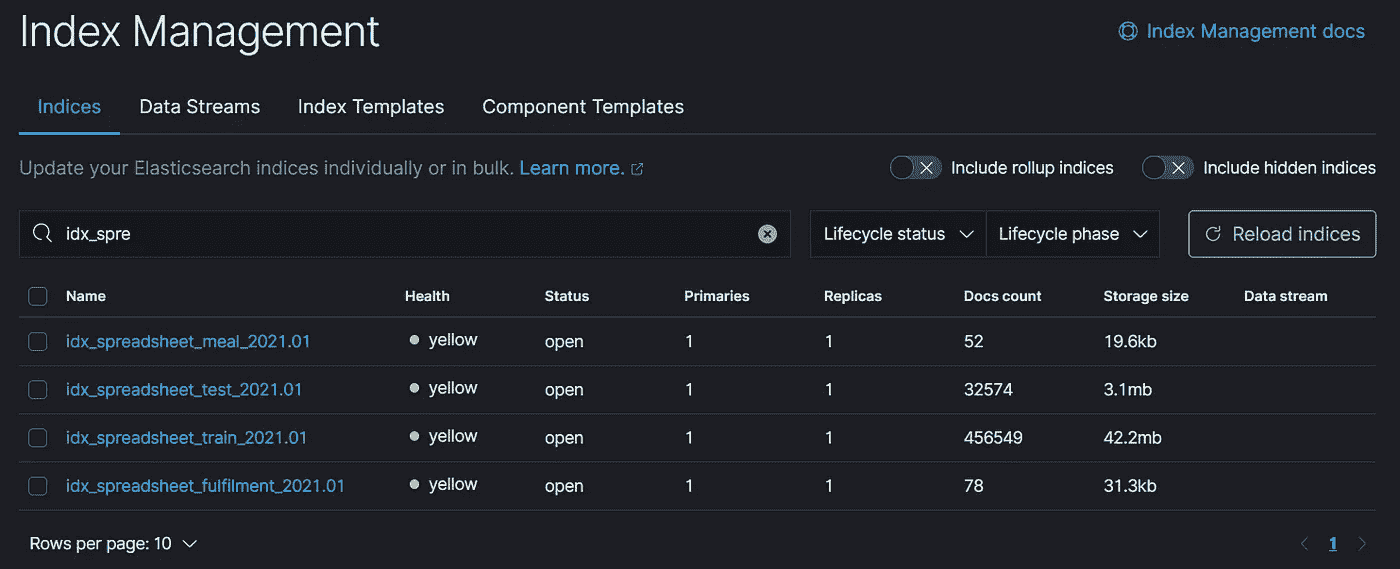 Index Management
Index Management docs
Indices Data Streams Index Templates Component Templates
Update your Elasticsearch indices individually or in bulk. Learn more. Include rollup indices Include hidden indices
idx_spre Lifecycle status Lifecycle phase Reload indices
Name Health Status Primaries Replicas Docs count Storage size Data stream
idx_spreadsheet_meal_2021.01 yellow open 1 1 52 19.6kb
idx_spreadsheet_test_2021.01 yellow open 1 1 32574 3.1mb
idx_spreadsheet_train_2021.01 yellow open 1 1 456549 42.2mb
idx_spreadsheet_fulfilment_2021.01 yellow open 1 1 78 31.3kb
Rows per page: 10 1